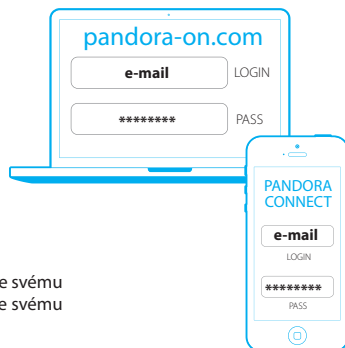 pandora-on.com
e-mail LOGIN
******** PASS
PANDORA
CONNECT
e-mail
LOGIN
********
PASS
e svému
e svému